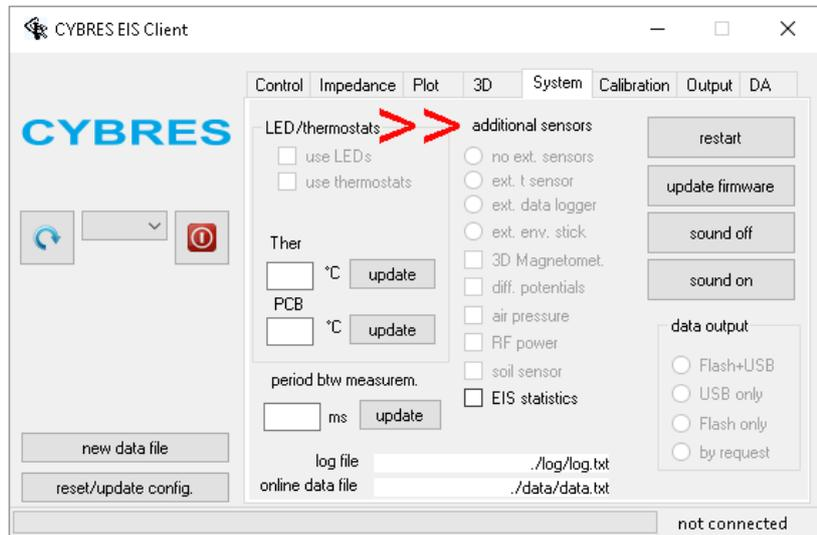 CYBRES EIS Client
Control Impedance Plot 3D System Calibration Output DA
CYBRES
LED/thermostats
use LEDs
use thermostats
Ther
°C update
PCB
°C update
period btw measurem.
ms update
>> additional sensors
no ext. sensors
ext. t sensor
ext. data logger
ext. env. stick
3D Magnetomet.
diff. potentials
air pressure
RF power
soil sensor
EIS statistics
restart
update firmware
sound off
sound on
data output
Flash+USB
USB only
Flash only
by request
new data file
reset/update config.
log file ./log/log.txt
online data file ./data/data.txt
not connected